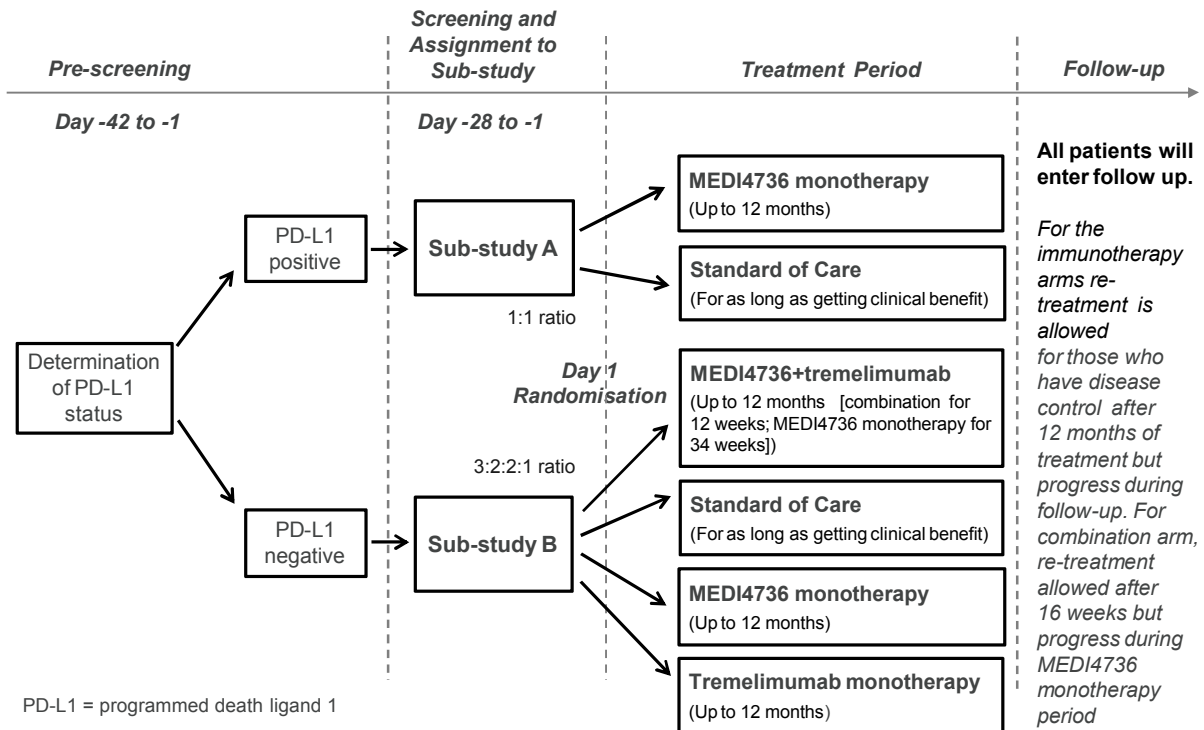 Pre-screening
Screening and
Assignment to
Sub-study
Treatment Period
Follow-up
Day -42 to -1
Day -28 to -1
Determination
of PD-L1
status
PD-L1
positive
PD-L1
negative
Sub-study A
1:1 ratio
Day 1
Randomisation
3:2:2:1 ratio
Sub-study B
MEDI4736 monotherapy
(Up to 12 months)
Standard of Care
(For as long as getting clinical benefit)
MEDI4736+tremelimumab
(Up to 12 months [combination for
12 weeks; MEDI4736 monotherapy for
34 weeks])
Standard of Care
(For as long as getting clinical benefit)
MEDI4736 monotherapy
(Up to 12 months)
Tremelimumab monotherapy
(Up to 12 months)
All patients will
enter follow up.
For the
immunotherapy
arms re-
treatment is
allowed
for those who
have disease
control after
12 months of
treatment but
progress during
follow-up. For
combination arm,
re-treatment
allowed after
16 weeks but
progress during
MEDI4736
monotherapy
period
PD-L1 = programmed death ligand 1